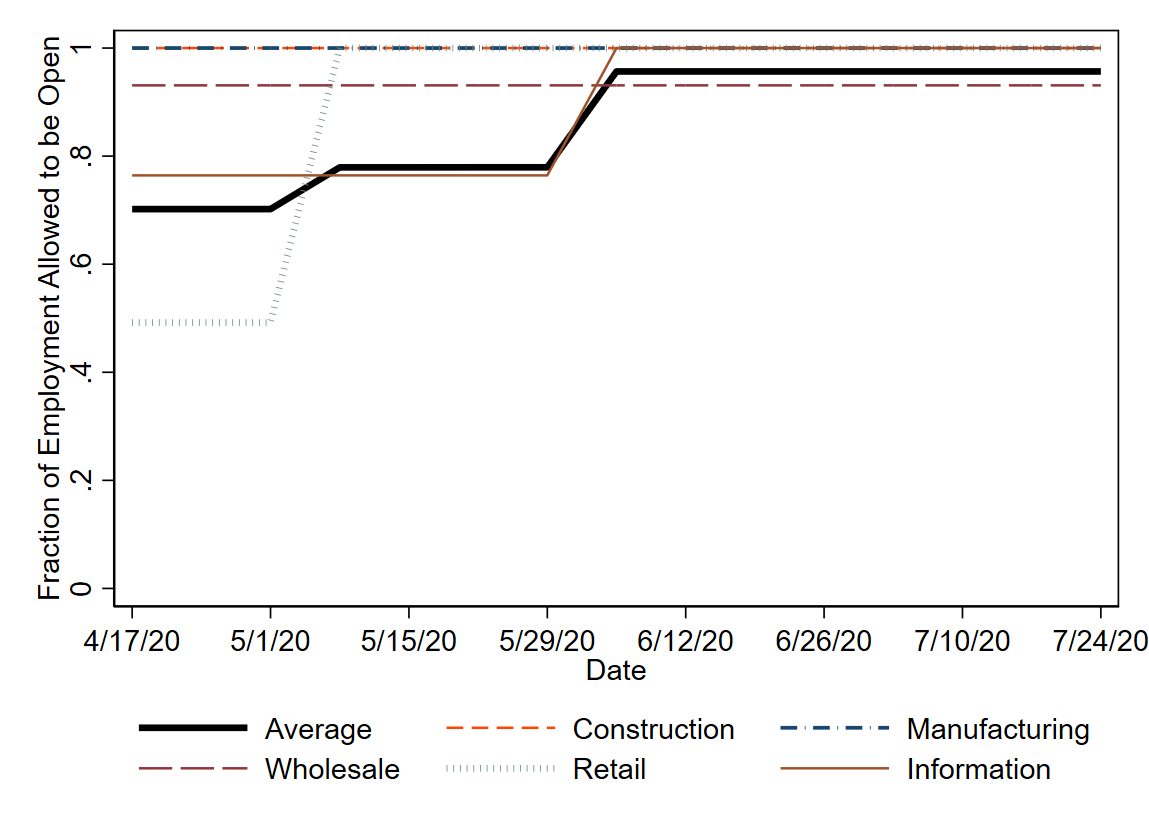 Fraction of Employment Allowed to be Open
1
.8
.6
.4
.2
0
4/17/20 5/1/20 5/15/20 5/29/20 6/12/20 6/26/20 7/10/20 7/24/20
Date
Average Construction Manufacturing
Wholesale Retail Information